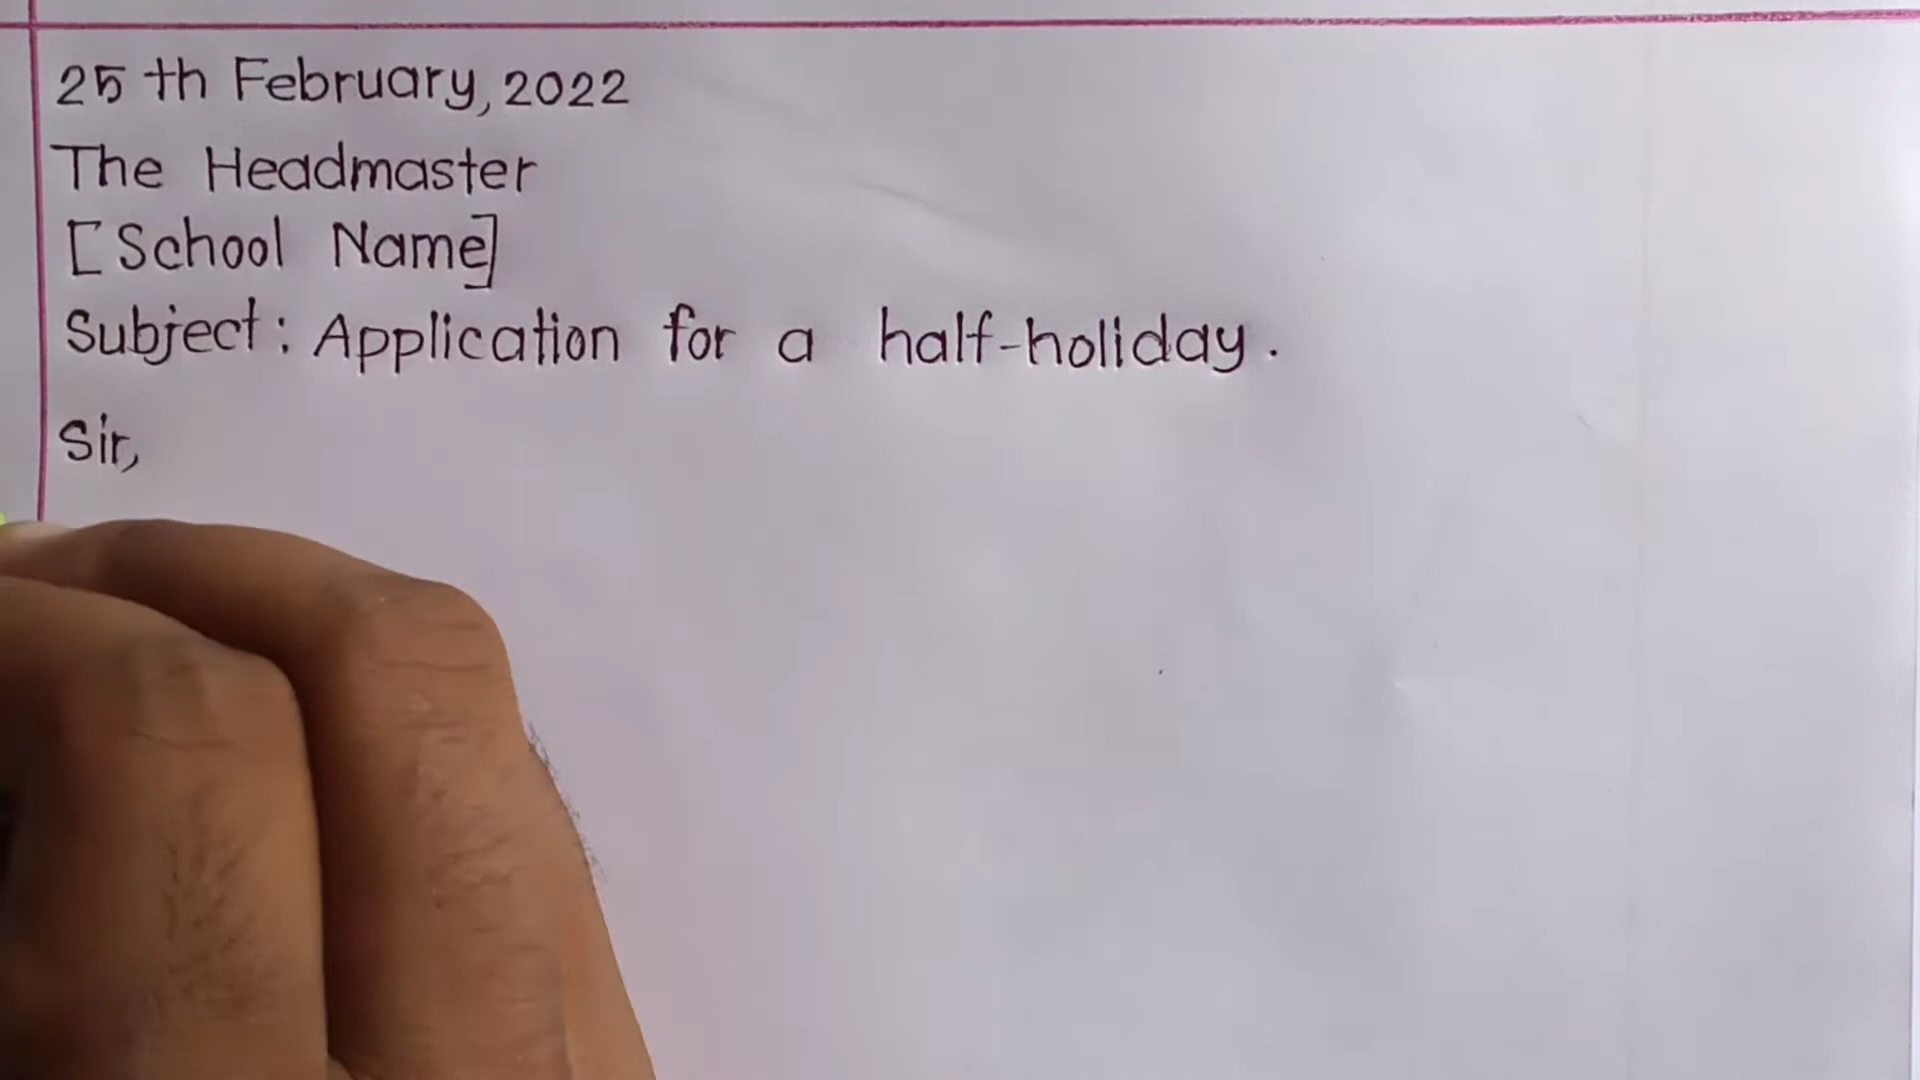 25 th February, 2022
The Headmaster
[School Name]
Subject: Application for a half-holiday.
Sir,